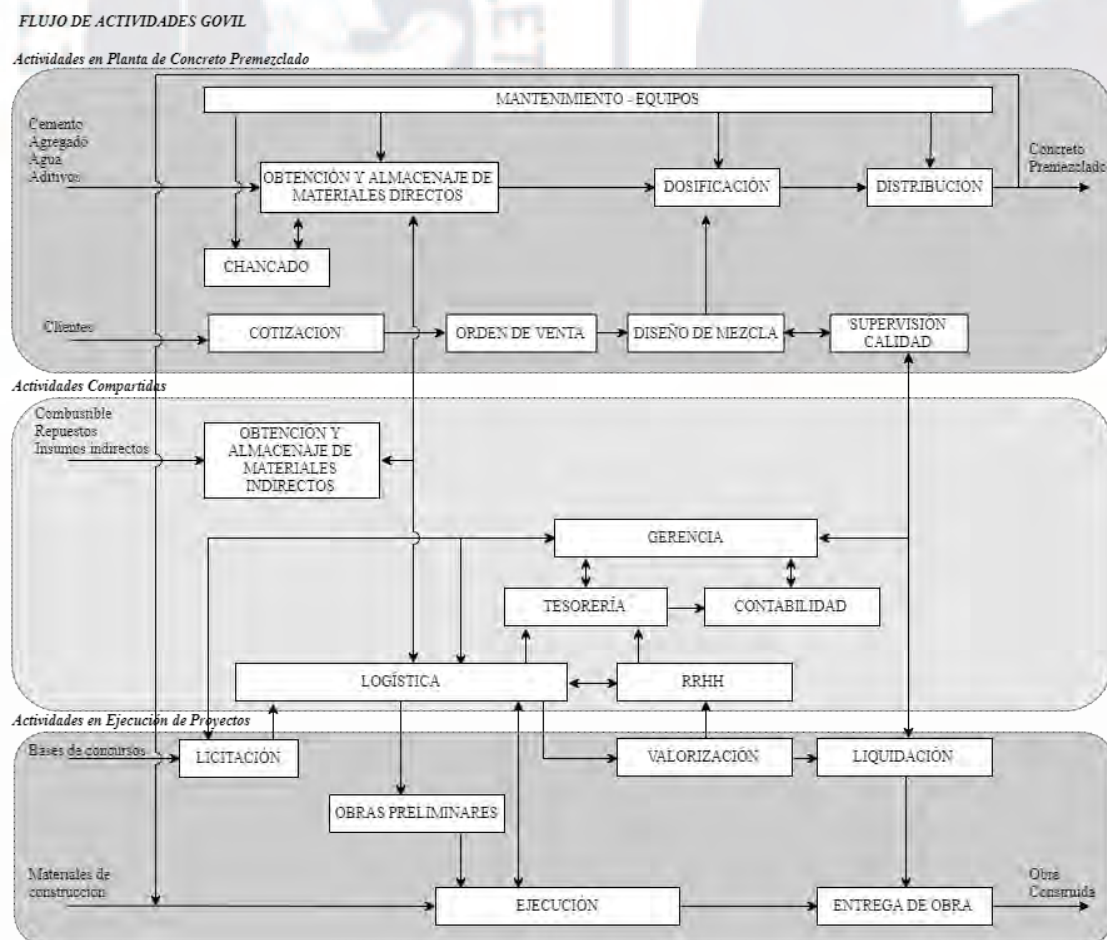 FLUJO DE ACTIVIDADES GOVIL
Actividades en Planta de Concreto Premezclado
MANTENIMIENTO - EQUIPOS
Cemento
Agregado
Agua
Aditivos
OBTENCIÓN Y ALMACENAJE DE
MATERIALES DIRECTOS
DOSIFICACIÓN
DISTRIBUCIÓN
Concreto
Premezclado
CHANCADO
Clientes
COTIZACION
ORDEN DE VENTA
DISEÑO DE MEZCLA
SUPERVISIÓN
CALIDAD
Actividades Compartidas
Combustible
Repuestos
Insumos indirectos
OBTENCIÓN Y
ALMACENAJE DE
MATERIALES
INDIRECTOS
GERENCIA
TESORERÍA
CONTABILIDAD
LOGÍSTICA
RRHH
Actividades en Ejecución de Proyectos
Bases de concursos
LICITACIÓN
VALORIZACIÓN
LIQUIDACIÓN
OBRAS PRELIMINARES
Materiales de
construccion
EJECUCIÓN
ENTREGA DE OBRA
Obra
Construida